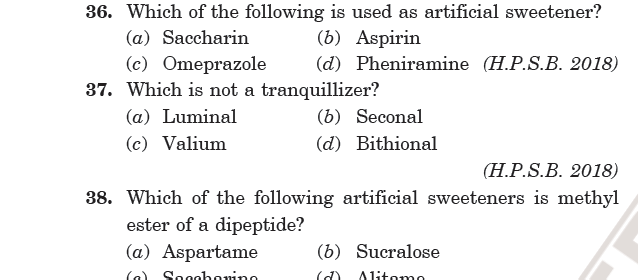 36. Which of the following is used as artificial sweetener?
(a) Saccharin (b) Aspirin
(c) Omeprazole (d) Pheniramine (H.P.S.B. 2018)
37. Which is not a tranquillizer?
(a) Luminal (b) Seconal
(c) Valium (d) Bithional
(H.P.S.B. 2018)
38. Which of the following artificial sweeteners is methyl
ester of a dipeptide?
(a) Aspartame (b) Sucralose
(c) Saccharine (d) Alitame